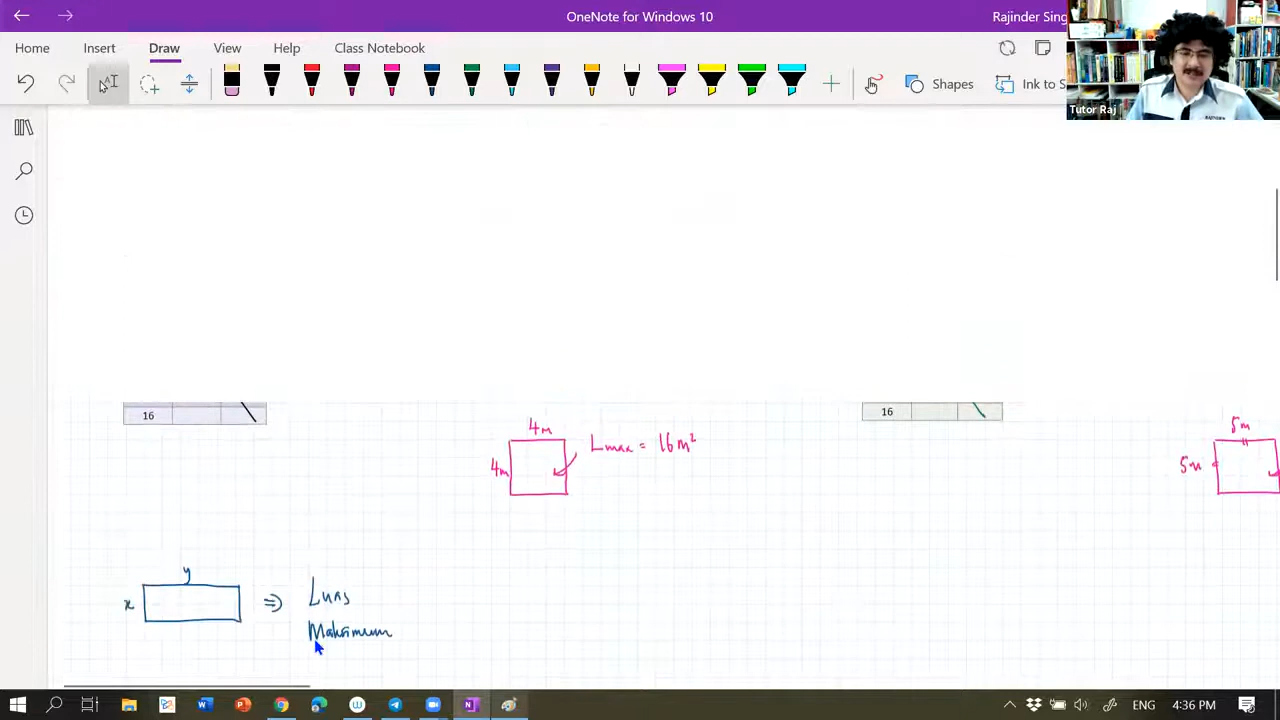 OneNote for Windows 10
Rajinder Sing
Home
Insert
Draw
View
Help
Class Notebook
Shapes
Ink to S
Tutor Raj
16
4m
4m
Lmax = 16m²
16
5m
5m
y
x
⇒ Luas
Maksimum
ENG
4:36 PM